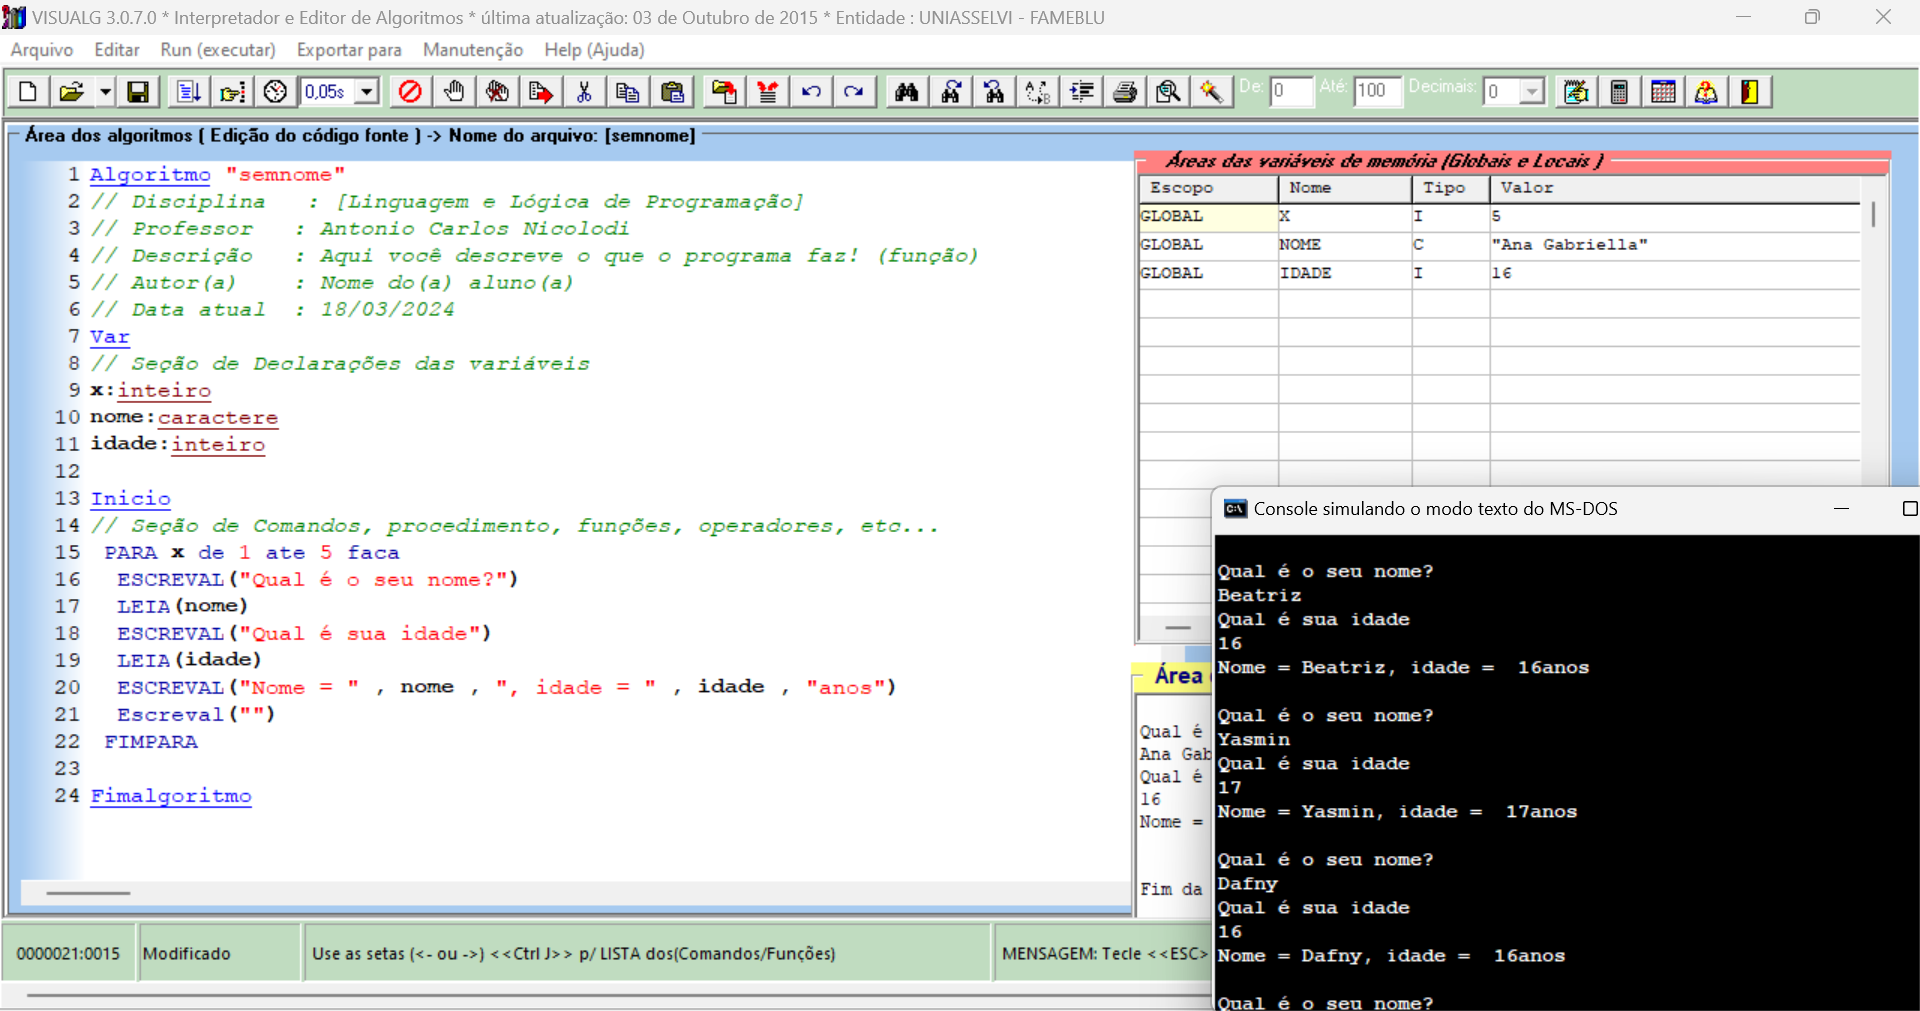 VISUALG 3.0.7.0 * Interpretador e Editor de Algoritmos * última atualização: 03 de Outubro de 2015 * Entidade : UNIASSELVI - FAMEBLU
Arquivo Editar Run (executar) Exportar para Manutenção Help (Ajuda)
0,05s De: 0 Até: 100 Decimais: 0
Área dos algoritmos ( Edição do código fonte ) -> Nome do arquivo: [semnome]
1 Algoritmo "semnome"
2 // Disciplina   : [Linguagem e Lógica de Programação]
3 // Professor   : Antonio Carlos Nicolodi
4 // Descrição   : Aqui você descreve o que o programa faz! (função)
5 // Autor(a)    : Nome do(a) aluno(a)
6 // Data atual  : 18/03/2024
7 Var
8 // Seção de Declarações das variáveis
9 x:inteiro
10 nome:caractere
11 idade:inteiro
12
13 Inicio
14 // Seção de Comandos, procedimento, funções, operadores, etc...
15  PARA x de 1 ate 5 faca
16   ESCREVAL("Qual é o seu nome?")
17   LEIA(nome)
18   ESCREVAL("Qual é sua idade")
19   LEIA(idade)
20   ESCREVAL("Nome = " , nome , ", idade = " , idade , "anos")
21   Escreval("")
22  FIMPARA
23
24 Fimalgoritmo
Áreas das variáveis de memória (Globais e Locais )
Escopo Nome Tipo Valor
GLOBAL X I 5
GLOBAL NOME C "Ana Gabriella"
GLOBAL IDADE I 16
Área
Qual é
Ana Gab
Qual é
16
Nome =
Fim da
Console simulando o modo texto do MS-DOS
Qual é o seu nome?
Beatriz
Qual é sua idade
16
Nome = Beatriz, idade =  16anos
Qual é o seu nome?
Yasmin
Qual é sua idade
17
Nome = Yasmin, idade =  17anos
Qual é o seu nome?
Dafny
Qual é sua idade
16
Nome = Dafny, idade =  16anos
Qual é o seu nome?
0000021:0015 Modificado Use as setas (<- ou ->) <<Ctrl J>> p/ LISTA dos(Comandos/Funções) MENSAGEM: Tecle <<ESC>